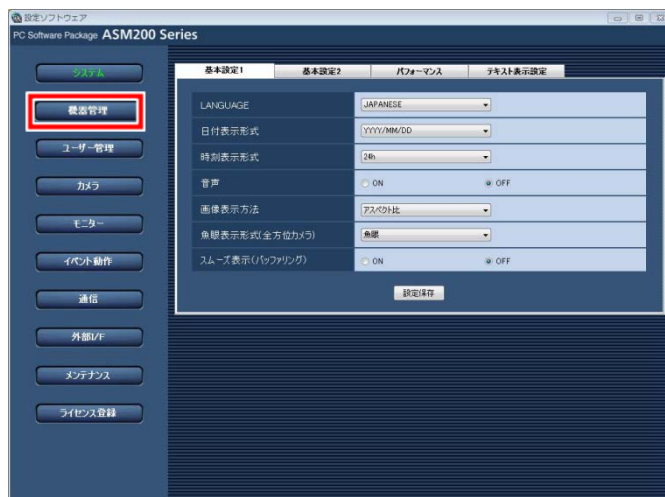 設定ソフトウェア
PC Software Package ASM200 Series
システム
機器管理
ユーザー管理
カメラ
モニター
イベント動作
通信
外部I/F
メンテナンス
ライセンス登録
基本設定1 基本設定2 パフォーマンス テキスト表示設定
LANGUAGE JAPANESE
日付表示形式 YYYY/MM/DD
時刻表示形式 24h
音声 ON OFF
画像表示方法 アスペクト比
魚眼表示形式(全方位カメラ) 魚眼
スムーズ表示(バッファリング) ON OFF
設定保存